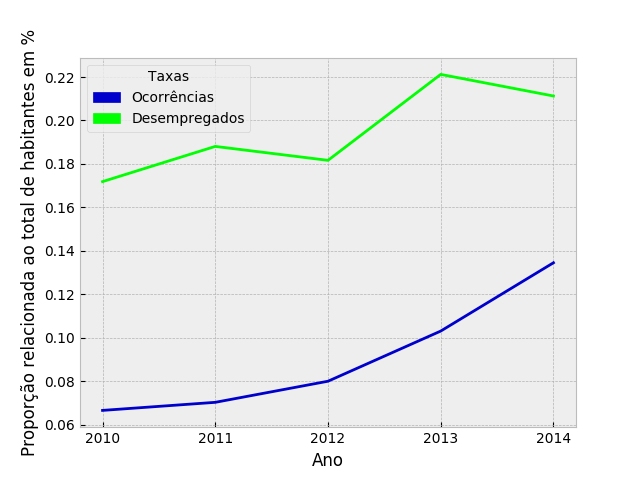 Proporção relacionada ao total de habitantes em %
Taxas
Ocorrências
Desempregados
0.22
0.20
0.18
0.16
0.14
0.12
0.10
0.08
0.06
2010 2011 2012 2013 2014
Ano